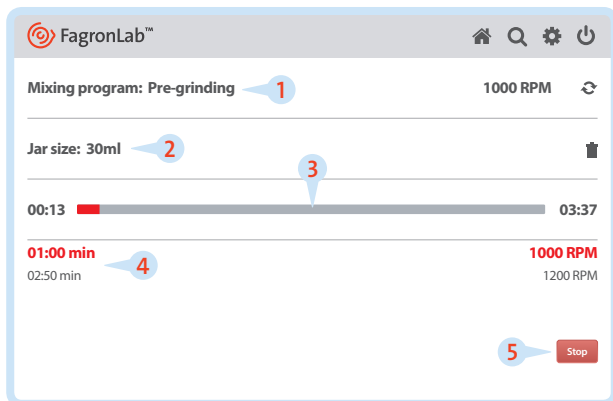 FagronLab™
Mixing program: Pre-grinding 1 1000 RPM
Jar size: 30ml 2
3
00:13 03:37
01:00 min 1000 RPM
4
02:50 min 1200 RPM
5 Stop